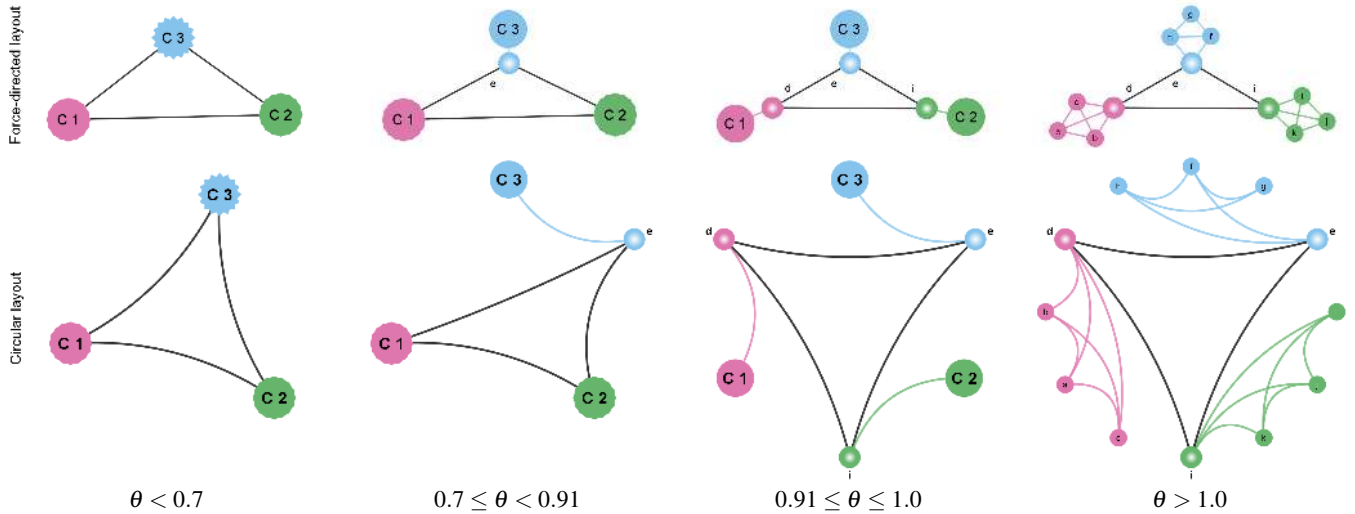 Force-directed layout
C 3
C 1
C 2
C 3
e
C 1
C 2
C 3
d
e
i
C 1
C 2
d
e
i
b
k
j
Circular layout
C 3
C 1
C 2
C 3
e
C 1
C 2
C 3
d
e
C 1
C 2
i
f
g
d
e
b
a
c
k
i
θ < 0.7
0.7 ≤ θ < 0.91
0.91 ≤ θ ≤ 1.0
θ > 1.0